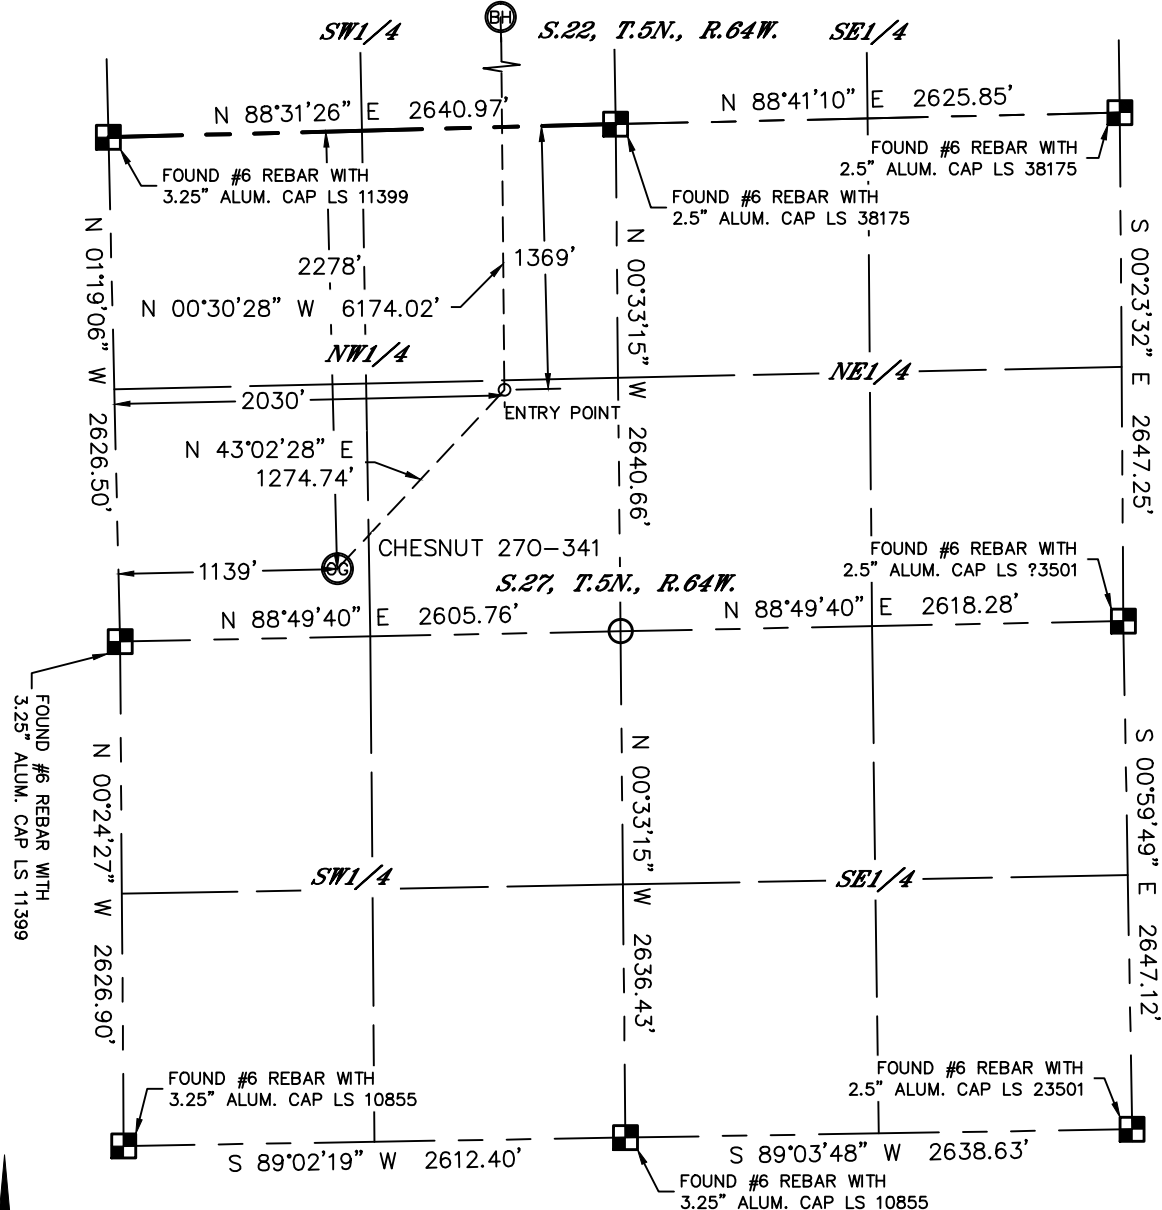 BH
SW1/4
S.22, T.5N., R.64W.
SE1/4
N 88°31'26" E 2640.97'
N 88°41'10" E 2625.85'
FOUND #6 REBAR WITH
3.25" ALUM. CAP LS 11399
FOUND #6 REBAR WITH
2.5" ALUM. CAP LS 38175
FOUND #6 REBAR WITH
2.5" ALUM. CAP LS 38175
N 01°19'06" W 2626.50'
2278'
1369'
N 00°33'15" W 2640.66'
S 00°23'32" E 2647.25'
N 00°30'28" W 6174.02'
NW1/4
NE1/4
2030'
ENTRY POINT
N 43°02'28" E
1274.74'
CHESNUT 270-341
OG
1139'
S.27, T.5N., R.64W.
FOUND #6 REBAR WITH
2.5" ALUM. CAP LS ?3501
N 88°49'40" E 2605.76'
N 88°49'40" E 2618.28'
FOUND #6 REBAR WITH
3.25" ALUM. CAP LS 11399
N 00°24'27" W 2626.90'
N 00°33'15" W 2636.43'
S 00°59'49" E 2647.12'
SW1/4
SE1/4
FOUND #6 REBAR WITH
3.25" ALUM. CAP LS 10855
FOUND #6 REBAR WITH
2.5" ALUM. CAP LS 23501
S 89°02'19" W 2612.40'
S 89°03'48" W 2638.63'
FOUND #6 REBAR WITH
3.25" ALUM. CAP LS 10855